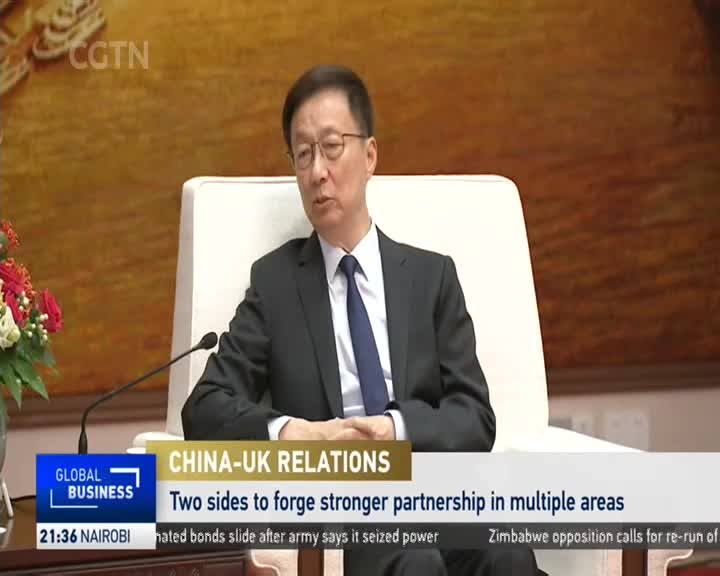 CGTN
CHINA-UK RELATIONS
GLOBAL
BUSINESS
Two sides to forge stronger partnership in multiple areas
21:36 NAIROBI
nated bonds slide after army says it seized power Zimbabwe opposition calls for re-run of